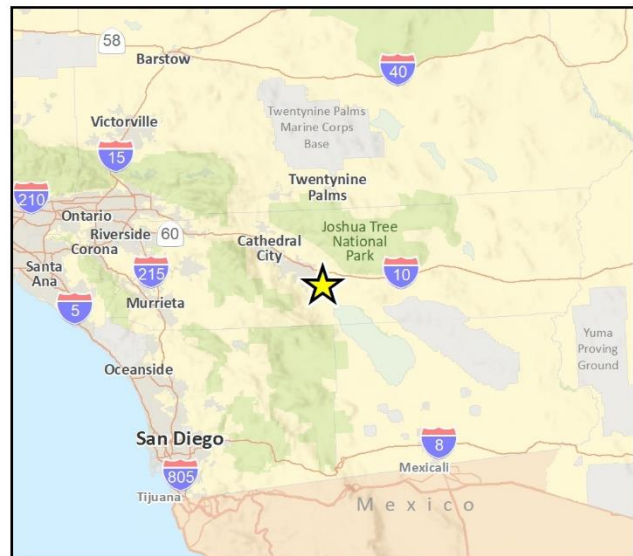 58
Barstow
40
Twentynine Palms
Marine Corps
Base
Victorville
15
Twentynine
Palms
210
Ontario
Riverside
60
Corona
Cathedral
City
Joshua Tree
National
Park
Santa
Ana
215
10
5
Murrieta
Yuma
Proving
Ground
Oceanside
San Diego
8
805
Mexicali
Tijuana
Mexico